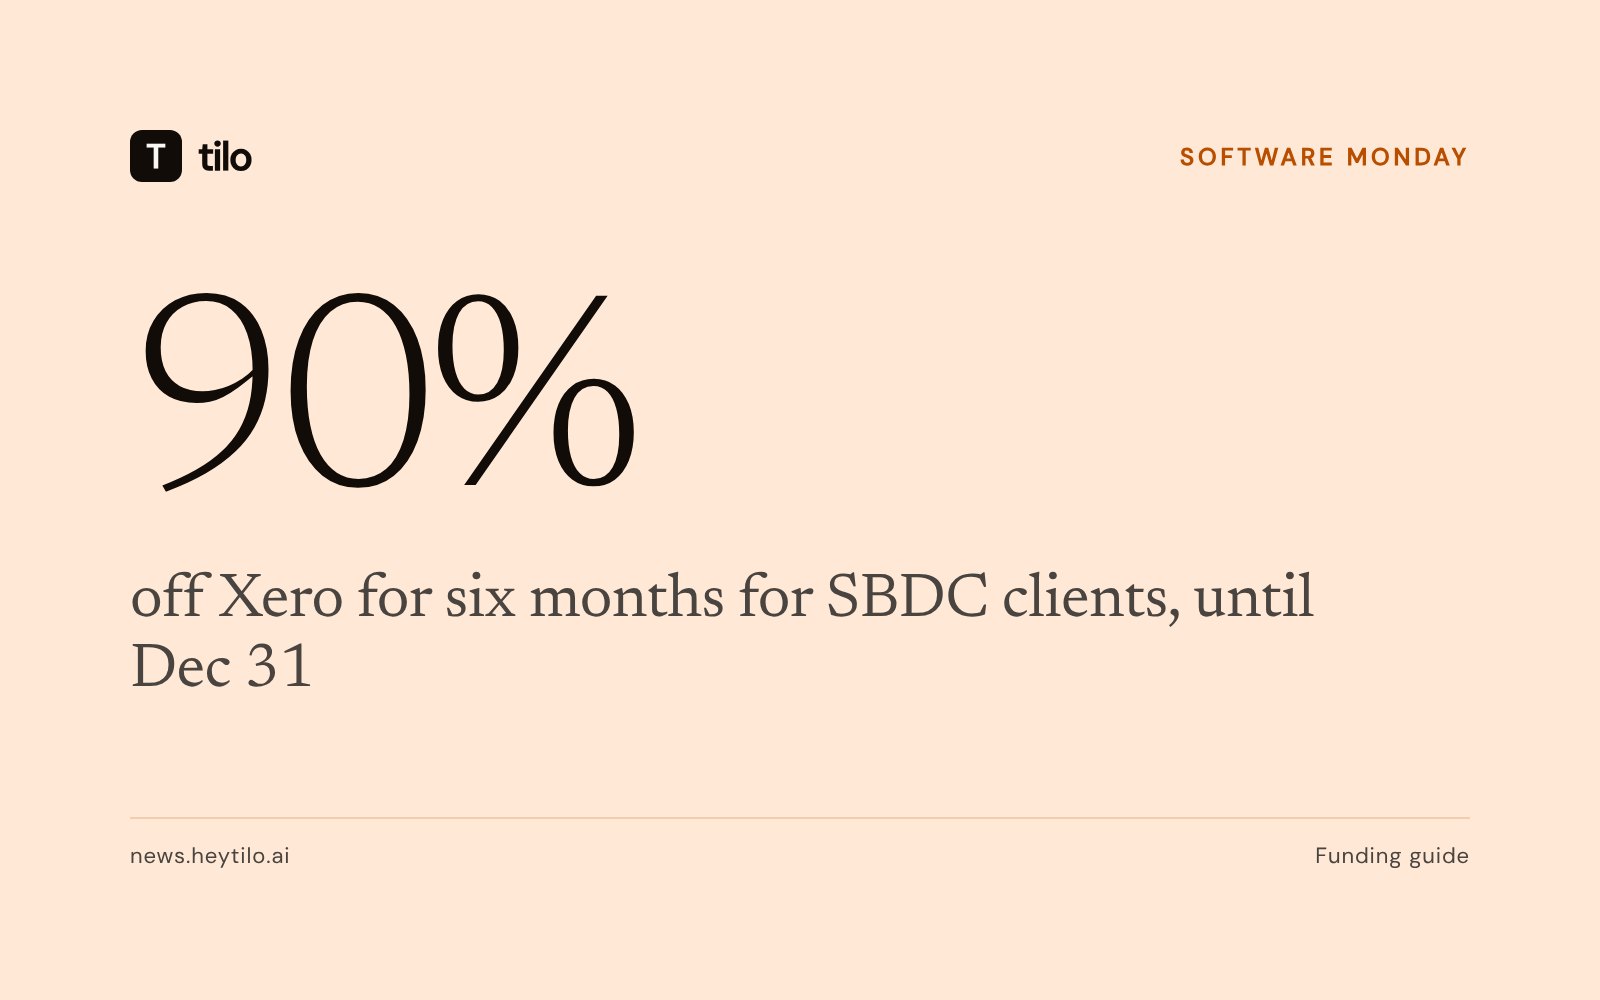 T tilo
SOFTWARE MONDAY
90%
off Xero for six months for SBDC clients, until
Dec 31
news.heytilo.ai
Funding guide